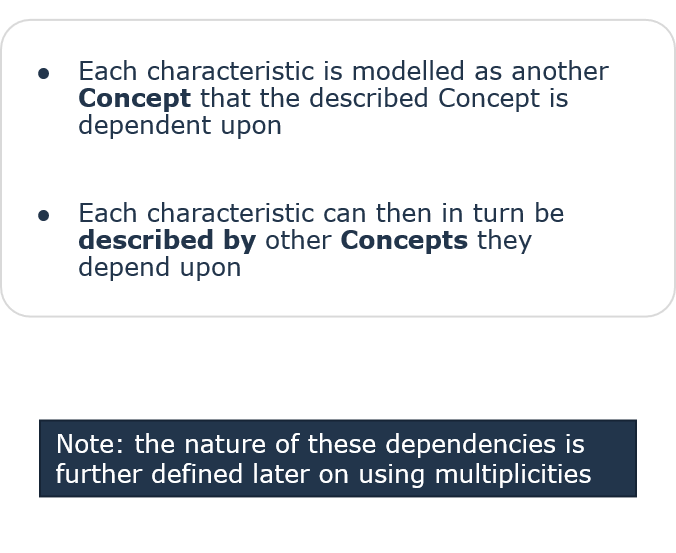 ● Each characteristic is modelled as another
Concept that the described Concept is
dependent upon
● Each characteristic can then in turn be
described by other Concepts they
depend upon
Note: the nature of these dependencies is
further defined later on using multiplicities